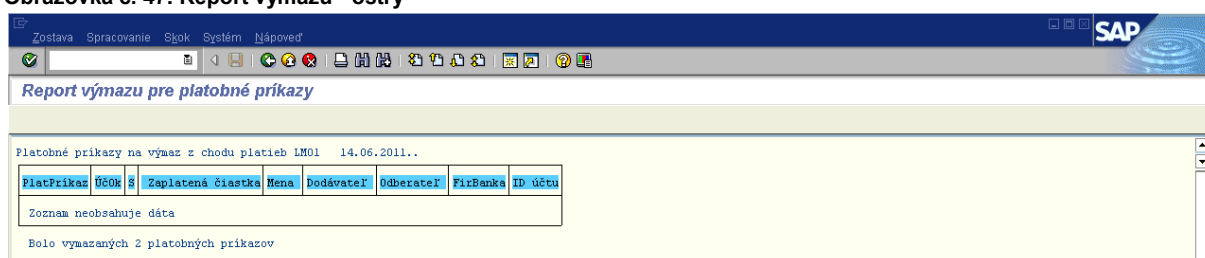 Obrazovka č. 47: Report výmazu - ostrý
Zostava Spracovanie Skok Systém Nápoveď
SAP
Report výmazu pre platobné príkazy
Platobné príkazy na výmaz z chodu platieb LM01 14.06.2011..
PlatPríkaz ÚčOk S Zaplatená čiastka Mena Dodávateľ Odberateľ FirBanka ID účtu
Zoznam neobsahuje dáta
Bolo vymazaných 2 platobných príkazov